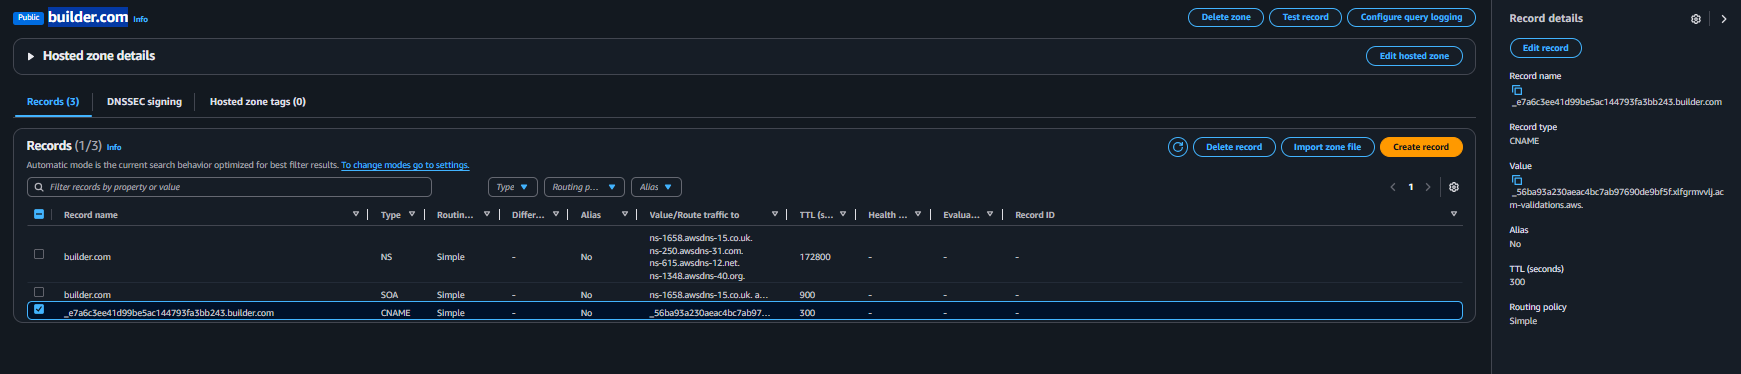 Public builder.com Info
Delete zone Test record Configure query logging
Hosted zone details
Edit hosted zone
Records (3) DNSSEC signing Hosted zone tags (0)
Records (1/3) Info
Delete record Import zone file Create record
Automatic mode is the current search behavior optimized for best filter results. To change modes go to settings.
Filter records by property or value
Type Routing p... Alias
1
Record name Type Routin... Differ... Alias Value/Route traffic to TTL (s... Health ... Evalua... Record ID
builder.com NS Simple - No
ns-1658.awsdns-15.co.uk.
ns-250.awsdns-31.com.
ns-615.awsdns-12.net.
ns-1348.awsdns-40.org.
172800 - - -
builder.com SOA Simple - No ns-1658.awsdns-15.co.uk. a... 900 - - -
_e7a6c3ee41d99be5ac144793fa3bb243.builder.com CNAME Simple - No _56ba93a230aeac4bc7ab97... 300 - - -
Record details
Edit record
Record name
_e7a6c3ee41d99be5ac144793fa3bb243.builder.com
Record type
CNAME
Value
_56ba93a230aeac4bc7ab97690de9bf5f.xlfgrmvvlj.ac
m-validations.aws.
Alias
No
TTL (seconds)
300
Routing policy
Simple